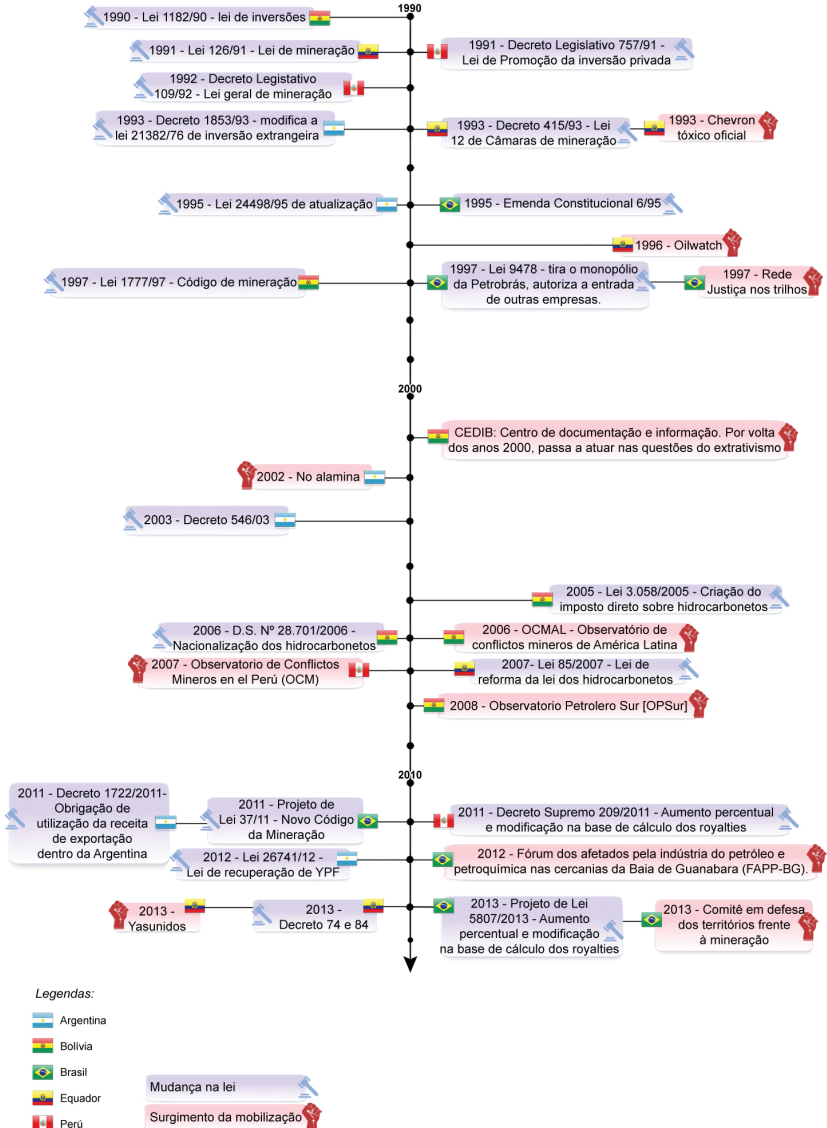 1990
1990 - Lei 1182/90 - lei de inversões
1991 - Lei 126/91 - Lei de mineração
1991 - Decreto Legislativo 757/91 -
Lei de Promoção da inversão privada
1992 - Decreto Legistativo
109/92 - Lei geral de mineração
1993 - Decreto 1853/93 - modifica a
lei 21382/76 de inversão extrangeira
1993 - Decreto 415/93 - Lei
12 de Câmaras de mineração
1993 - Chevron
tóxico oficial
1995 - Lei 24498/95 de atualização
1995 - Emenda Constitucional 6/95
1996 - Oilwatch
1997 - Lei 1777/97 - Código de mineração
1997 - Lei 9478 - tira o monopólio
da Petrobrás, autoriza a entrada
de outras empresas.
1997 - Rede
Justiça nos trilhos
2000
CEDIB: Centro de documentação e informação. Por volta
dos anos 2000, passa a atuar nas questões do extrativismo
2002 - No alamina
2003 - Decreto 546/03
2005 - Lei 3.058/2005 - Criação do
imposto direto sobre hidrocarbonetos
2006 - D.S. Nº 28.701/2006 -
Nacionalização dos hidrocarbonetos
2006 - OCMAL - Observatório de
conflictos mineros de América Latina
2007 - Observatorio de Conflictos
Mineros en el Perú (OCM)
2007- Lei 85/2007 - Lei de
reforma da lei dos hidrocarbonetos
2008 - Observatorio Petrolero Sur [OPSur]
2010
2011 - Decreto 1722/2011-
Obrigação de
utilização da receita
de exportação
dentro da Argentina
2011 - Projeto de
Lei 37/11 - Novo Código
da Mineração
2011 - Decreto Supremo 209/2011 - Aumento percentual
e modificação na base de cálculo dos royalties
2012 - Lei 26741/12 -
Lei de recuperação de YPF
2012 - Fórum dos afetados pela indústria do petróleo e
petroquímica nas cercanias da Baia de Guanabara (FAPP-BG).
2013 -
Yasunidos
2013 -
Decreto 74 e 84
2013 - Projeto de Lei
5807/2013 - Aumento
percentual e modificação
na base de cálculo dos royalties
2013 - Comitê em defesa
dos territórios frente
à mineração
Legendas:
Argentina
Bolívia
Brasil
Equador
Perú
Mudança na lei
Surgimento da mobilização